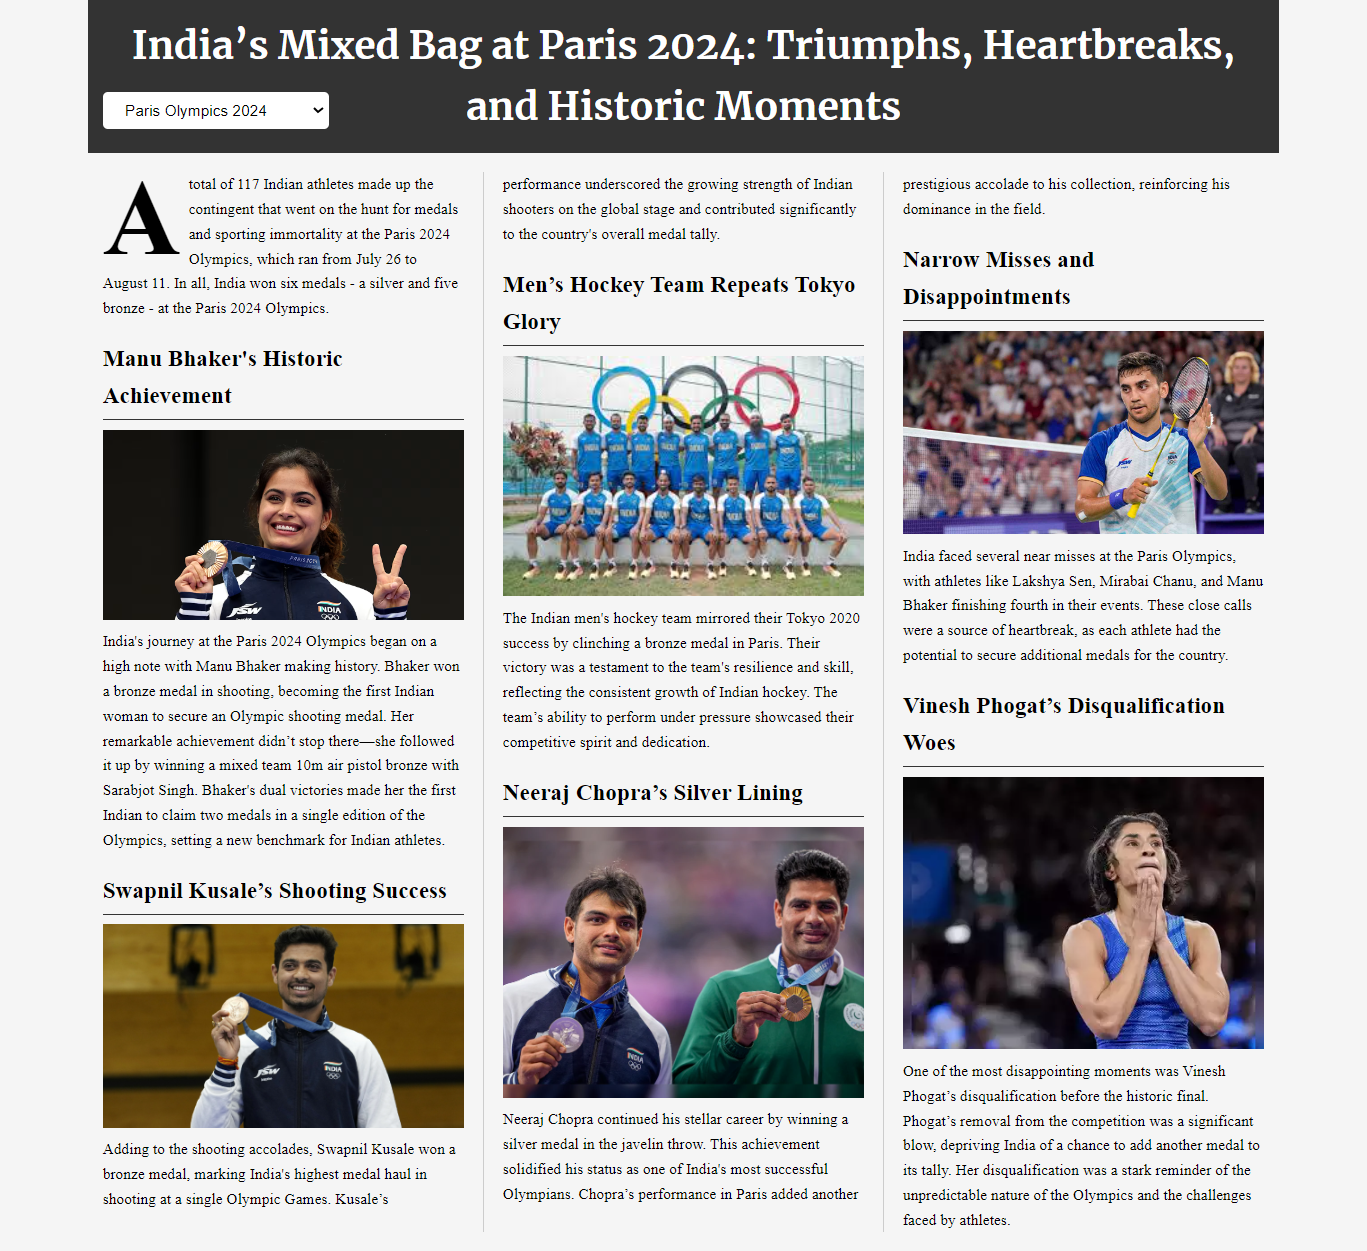 India’s Mixed Bag at Paris 2024: Triumphs, Heartbreaks,
and Historic Moments
Paris Olympics 2024
A total of 117 Indian athletes made up the
contingent that went on the hunt for medals
and sporting immortality at the Paris 2024
Olympics, which ran from July 26 to
August 11. In all, India won six medals - a silver and five
bronze - at the Paris 2024 Olympics.
Manu Bhaker's Historic
Achievement
PARIS 2024
JSW
INDIA
India's journey at the Paris 2024 Olympics began on a
high note with Manu Bhaker making history. Bhaker won
a bronze medal in shooting, becoming the first Indian
woman to secure an Olympic shooting medal. Her
remarkable achievement didn’t stop there—she followed
it up by winning a mixed team 10m air pistol bronze with
Sarabjot Singh. Bhaker's dual victories made her the first
Indian to claim two medals in a single edition of the
Olympics, setting a new benchmark for Indian athletes.
Swapnil Kusale’s Shooting Success
JSW
INDIA
Adding to the shooting accolades, Swapnil Kusale won a
bronze medal, marking India's highest medal haul in
shooting at a single Olympic Games. Kusale’s
performance underscored the growing strength of Indian
shooters on the global stage and contributed significantly
to the country's overall medal tally.
Men’s Hockey Team Repeats Tokyo
Glory
The Indian men's hockey team mirrored their Tokyo 2020
success by clinching a bronze medal in Paris. Their
victory was a testament to the team's resilience and skill,
reflecting the consistent growth of Indian hockey. The
team’s ability to perform under pressure showcased their
competitive spirit and dedication.
Neeraj Chopra’s Silver Lining
INDIA
Neeraj Chopra continued his stellar career by winning a
silver medal in the javelin throw. This achievement
solidified his status as one of India's most successful
Olympians. Chopra’s performance in Paris added another
prestigious accolade to his collection, reinforcing his
dominance in the field.
Narrow Misses and
Disappointments
JSW
India faced several near misses at the Paris Olympics,
with athletes like Lakshya Sen, Mirabai Chanu, and Manu
Bhaker finishing fourth in their events. These close calls
were a source of heartbreak, as each athlete had the
potential to secure additional medals for the country.
Vinesh Phogat’s Disqualification
Woes
One of the most disappointing moments was Vinesh
Phogat’s disqualification before the historic final.
Phogat’s removal from the competition was a significant
blow, depriving India of a chance to add another medal to
its tally. Her disqualification was a stark reminder of the
unpredictable nature of the Olympics and the challenges
faced by athletes.